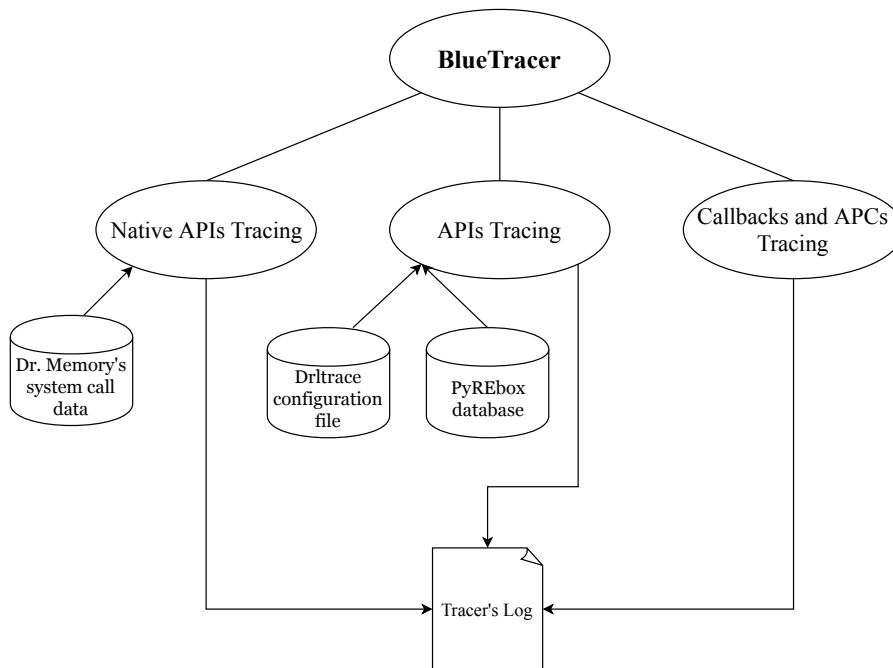 BlueTracer
Native APIs Tracing
APIs Tracing
Callbacks and APCs
Tracing
Dr. Memory's
system call
data
Drltrace
configuration
file
PyREbox
database
Tracer's Log